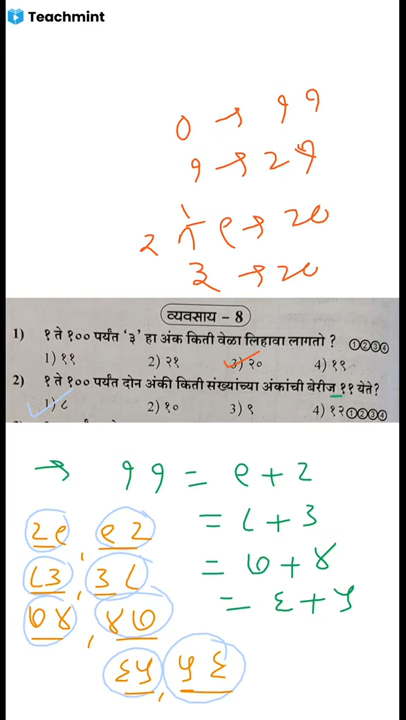 Teachmint
० → ११
१ → २१
२ ते ९ → २०
३ → २०
व्यवसाय - 8
1) १ ते १०० पर्यंत '३' हा अंक किती वेळा लिहावा लागतो ? ①②③④
1) ११ 2) २१ 3) २० 4) १९
2) १ ते १०० पर्यंत दोन अंकी किती संख्यांच्या अंकांची बेरीज ११ येते?
1) ८ 2) १० 3) ९ 4) १२ ①②③④
→ ११ = ९ + २
= ८ + ३
= ७ + ४
= ६ + ५
२९, ९२
८३, ३८
७४, ४७
६५, ५६